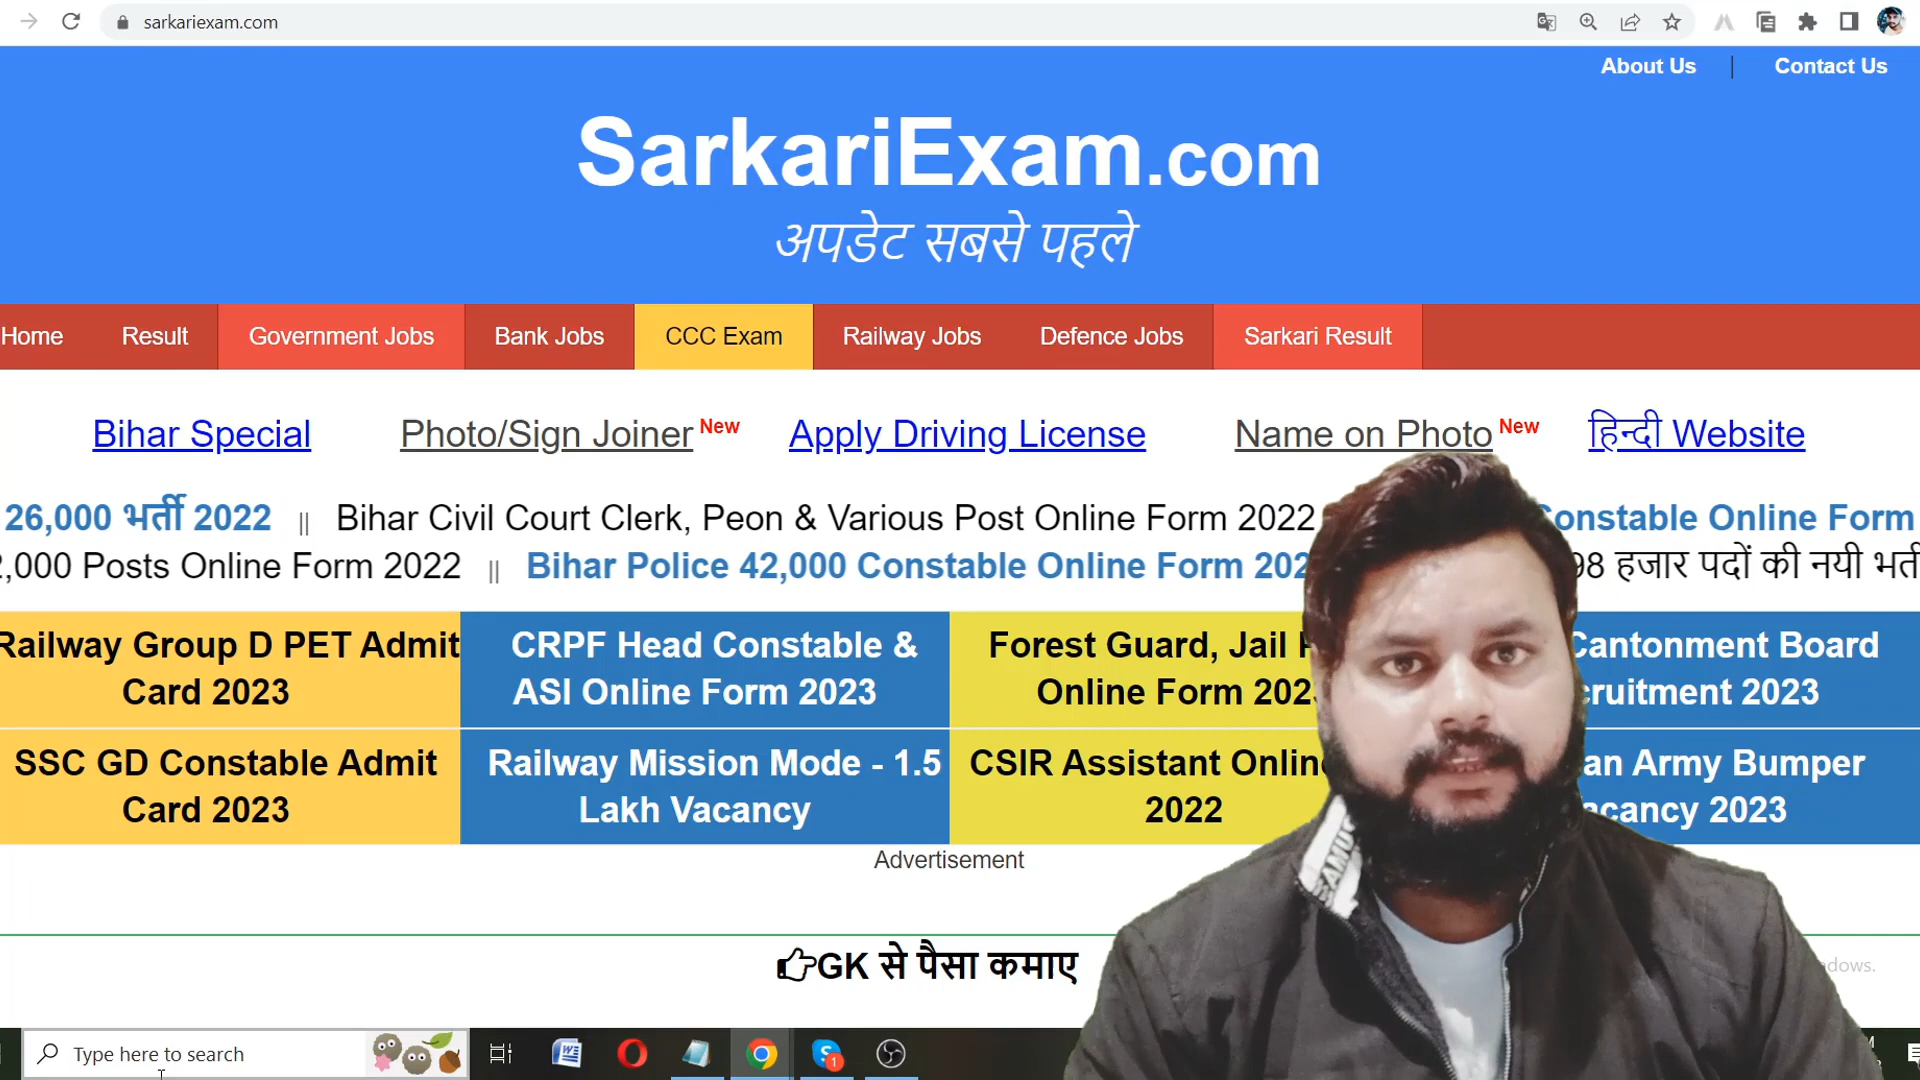 sarkariexam.com
About Us | Contact Us
SarkariExam.com
अपडेट सबसे पहले
Home Result Government Jobs Bank Jobs CCC Exam Railway Jobs Defence Jobs Sarkari Result
Bihar Special Photo/Sign Joiner New Apply Driving License Name on Photo New हिन्दी Website
26,000 भर्ती 2022 || Bihar Civil Court Clerk, Peon & Various Post Online Form 2022 Constable Online Form
2,000 Posts Online Form 2022 || Bihar Police 42,000 Constable Online Form 202 98 हजार पदों की नयी भर्ती
Railway Group D PET Admit
Card 2023
CRPF Head Constable &
ASI Online Form 2023
Forest Guard, Jail
Online Form 202
Cantonment Board
cruitment 2023
SSC GD Constable Admit
Card 2023
Railway Mission Mode - 1.5
Lakh Vacancy
CSIR Assistant Online
2022
an Army Bumper
acancy 2023
Advertisement
GK से पैसा कमाए
dows.
Type here to search
1